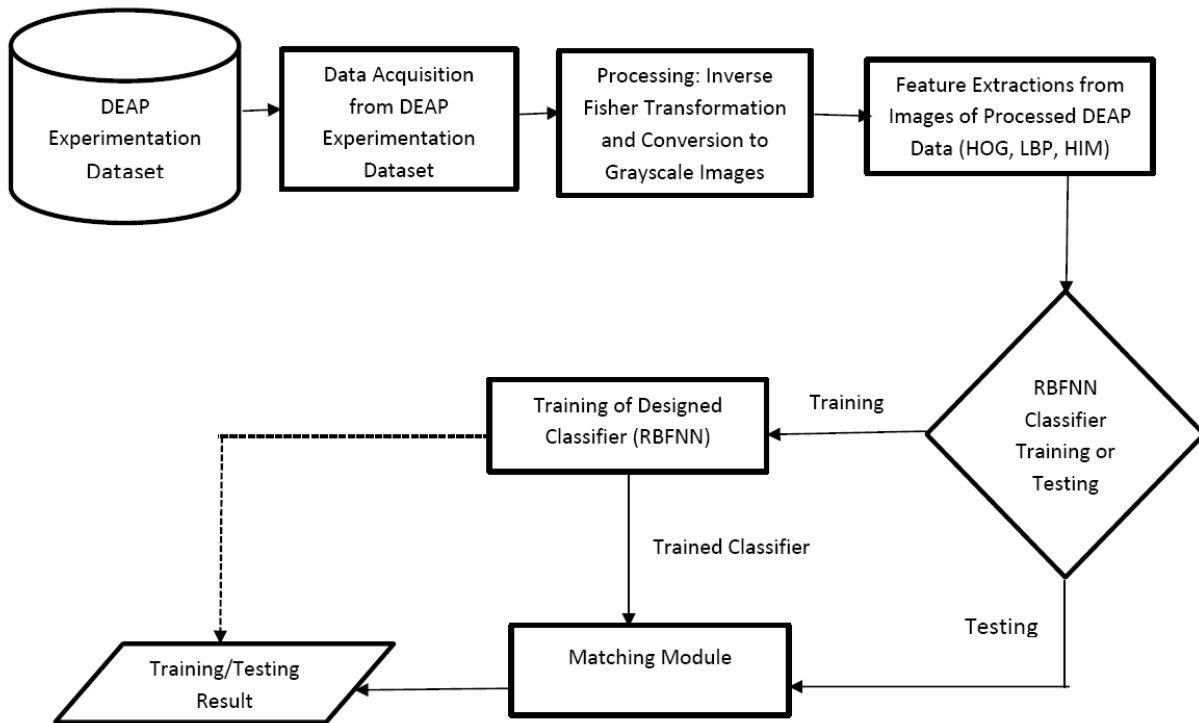 DEAP
Experimentation
Dataset
Data Acquisition
from DEAP
Experimentation
Dataset
Processing: Inverse
Fisher Transformation
and Conversion to
Grayscale Images
Feature Extractions from
Images of Processed DEAP
Data (HOG, LBP, HIM)
RBFNN
Classifier
Training or
Testing
Training
Training of Designed
Classifier (RBFNN)
Trained Classifier
Testing
Matching Module
Training/Testing
Result